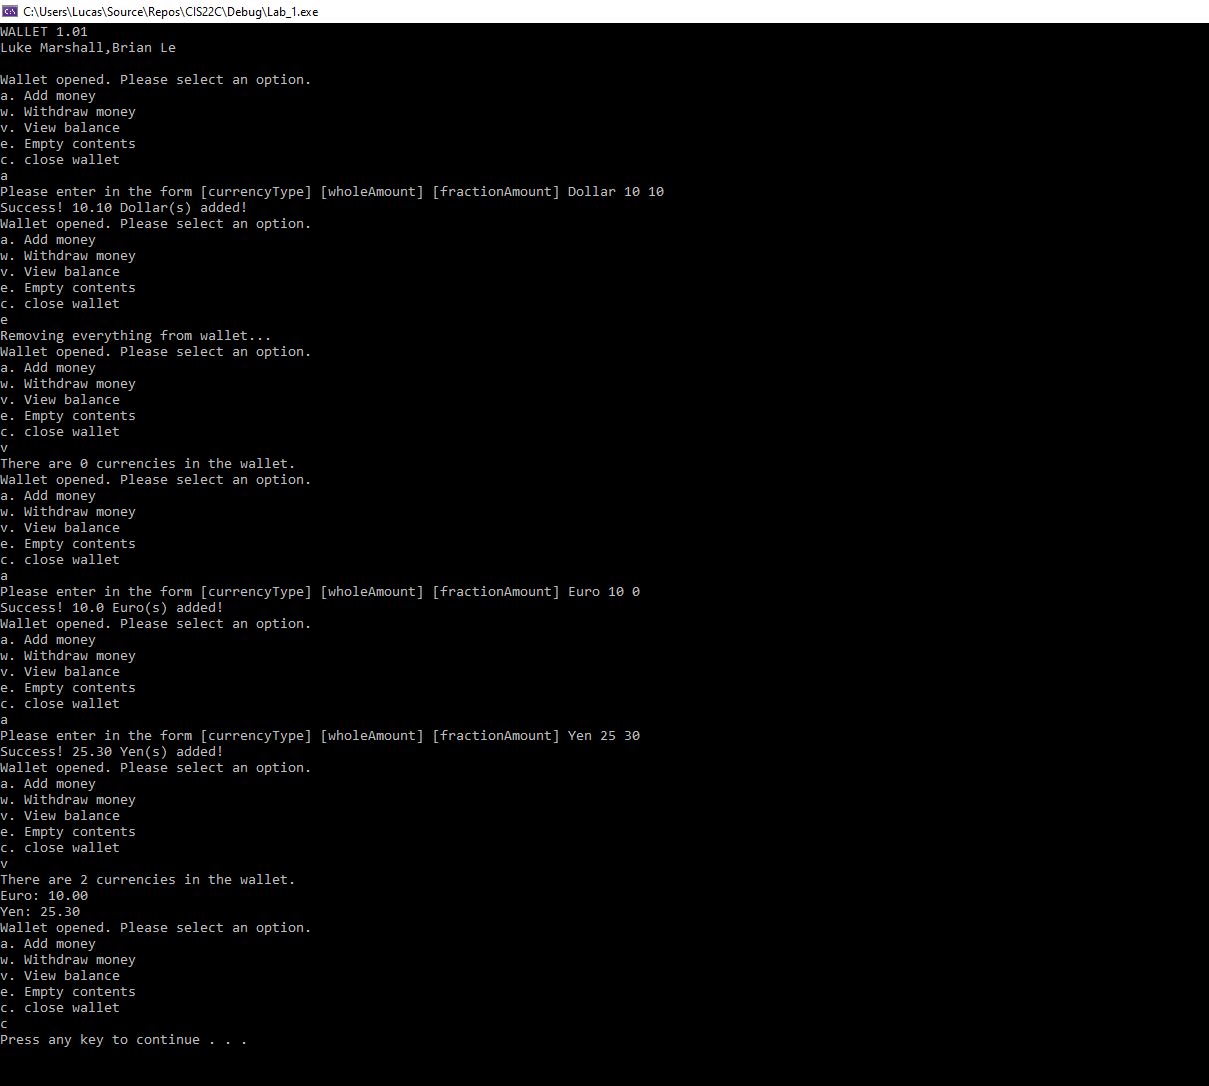 C:\Users\Lucas\Source\Repos\CIS22C\Debug\Lab_1.exe
WALLET 1.01
Luke Marshall,Brian Le
Wallet opened. Please select an option.
a. Add money
w. Withdraw money
v. View balance
e. Empty contents
c. close wallet
a
Please enter in the form [currencyType] [wholeAmount] [fractionAmount] Dollar 10 10
Success! 10.10 Dollar(s) added!
Wallet opened. Please select an option.
a. Add money
w. Withdraw money
v. View balance
e. Empty contents
c. close wallet
e
Removing everything from wallet...
Wallet opened. Please select an option.
a. Add money
w. Withdraw money
v. View balance
e. Empty contents
c. close wallet
v
There are 0 currencies in the wallet.
Wallet opened. Please select an option.
a. Add money
w. Withdraw money
v. View balance
e. Empty contents
c. close wallet
a
Please enter in the form [currencyType] [wholeAmount] [fractionAmount] Euro 10 0
Success! 10.0 Euro(s) added!
Wallet opened. Please select an option.
a. Add money
w. Withdraw money
v. View balance
e. Empty contents
c. close wallet
a
Please enter in the form [currencyType] [wholeAmount] [fractionAmount] Yen 25 30
Success! 25.30 Yen(s) added!
Wallet opened. Please select an option.
a. Add money
w. Withdraw money
v. View balance
e. Empty contents
c. close wallet
v
There are 2 currencies in the wallet.
Euro: 10.00
Yen: 25.30
Wallet opened. Please select an option.
a. Add money
w. Withdraw money
v. View balance
e. Empty contents
c. close wallet
c
Press any key to continue . . .